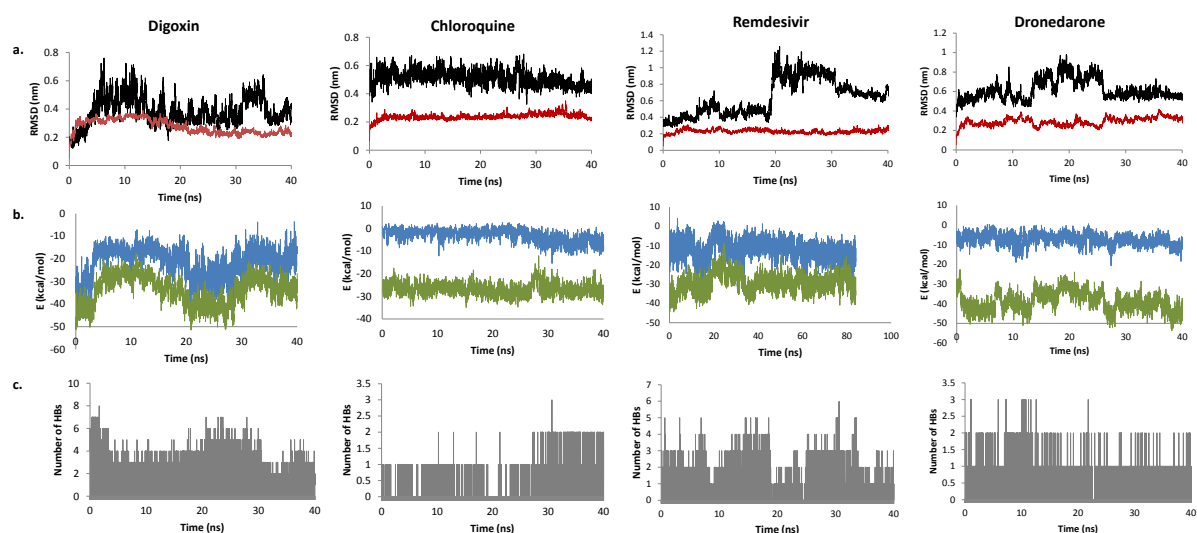 Digoxin
Chloroquine
Remdesivir
Dronedarone
a.
RMSD (nm)
0.8
0.6
0.4
0.2
0
0 10 20 30 40
Time (ns)
RMSD (nm)
0.8
0.6
0.4
0.2
0
0 10 20 30 40
Time (ns)
RMSD (nm)
1.4
1.2
1
0.8
0.6
0.4
0.2
0
0 10 20 30 40
Time (ns)
RMSD (nm)
1.2
1
0.8
0.6
0.4
0.2
0
0 10 20 30 40
Time (ns)
b.
E (kcal/mol)
0
-10
-20
-30
-40
-50
-60
0 10 20 30 40
Time (ns)
E (kcal/mol)
10
0
-10
-20
-30
-40
0 10 20 30 40
Time (ns)
E (kcal/mol)
10
0
-10
-20
-30
-40
-50
0 20 40 60 80 100
Time (ns)
E (kcal/mol)
10
0
-10
-20
-30
-40
-50
-60
0 10 20 30 40
Time (ns)
c.
Number of HBs
10
8
6
4
2
0
0 10 20 30 40
Time (ns)
Number of HBs
3.5
3
2.5
2
1.5
1
0.5
0
0 10 20 30 40
Time (ns)
Number of HBs
7
6
5
4
3
2
1
0
0 10 20 30 40
Time (ns)
Number of HBs
3.5
3
2.5
2
1.5
1
0.5
0
0 10 20 30 40
Time (ns)